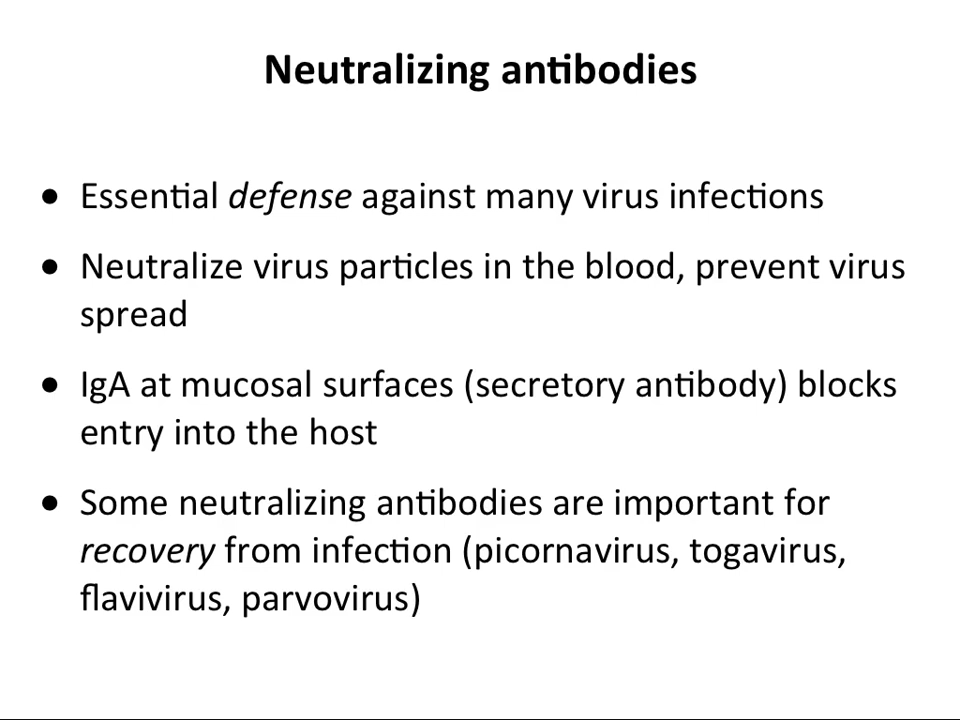 Neutralizing antibodies
• Essential defense against many virus infections
• Neutralize virus particles in the blood, prevent virus
spread
• IgA at mucosal surfaces (secretory antibody) blocks
entry into the host
• Some neutralizing antibodies are important for
recovery from infection (picornavirus, togavirus,
flavivirus, parvovirus)